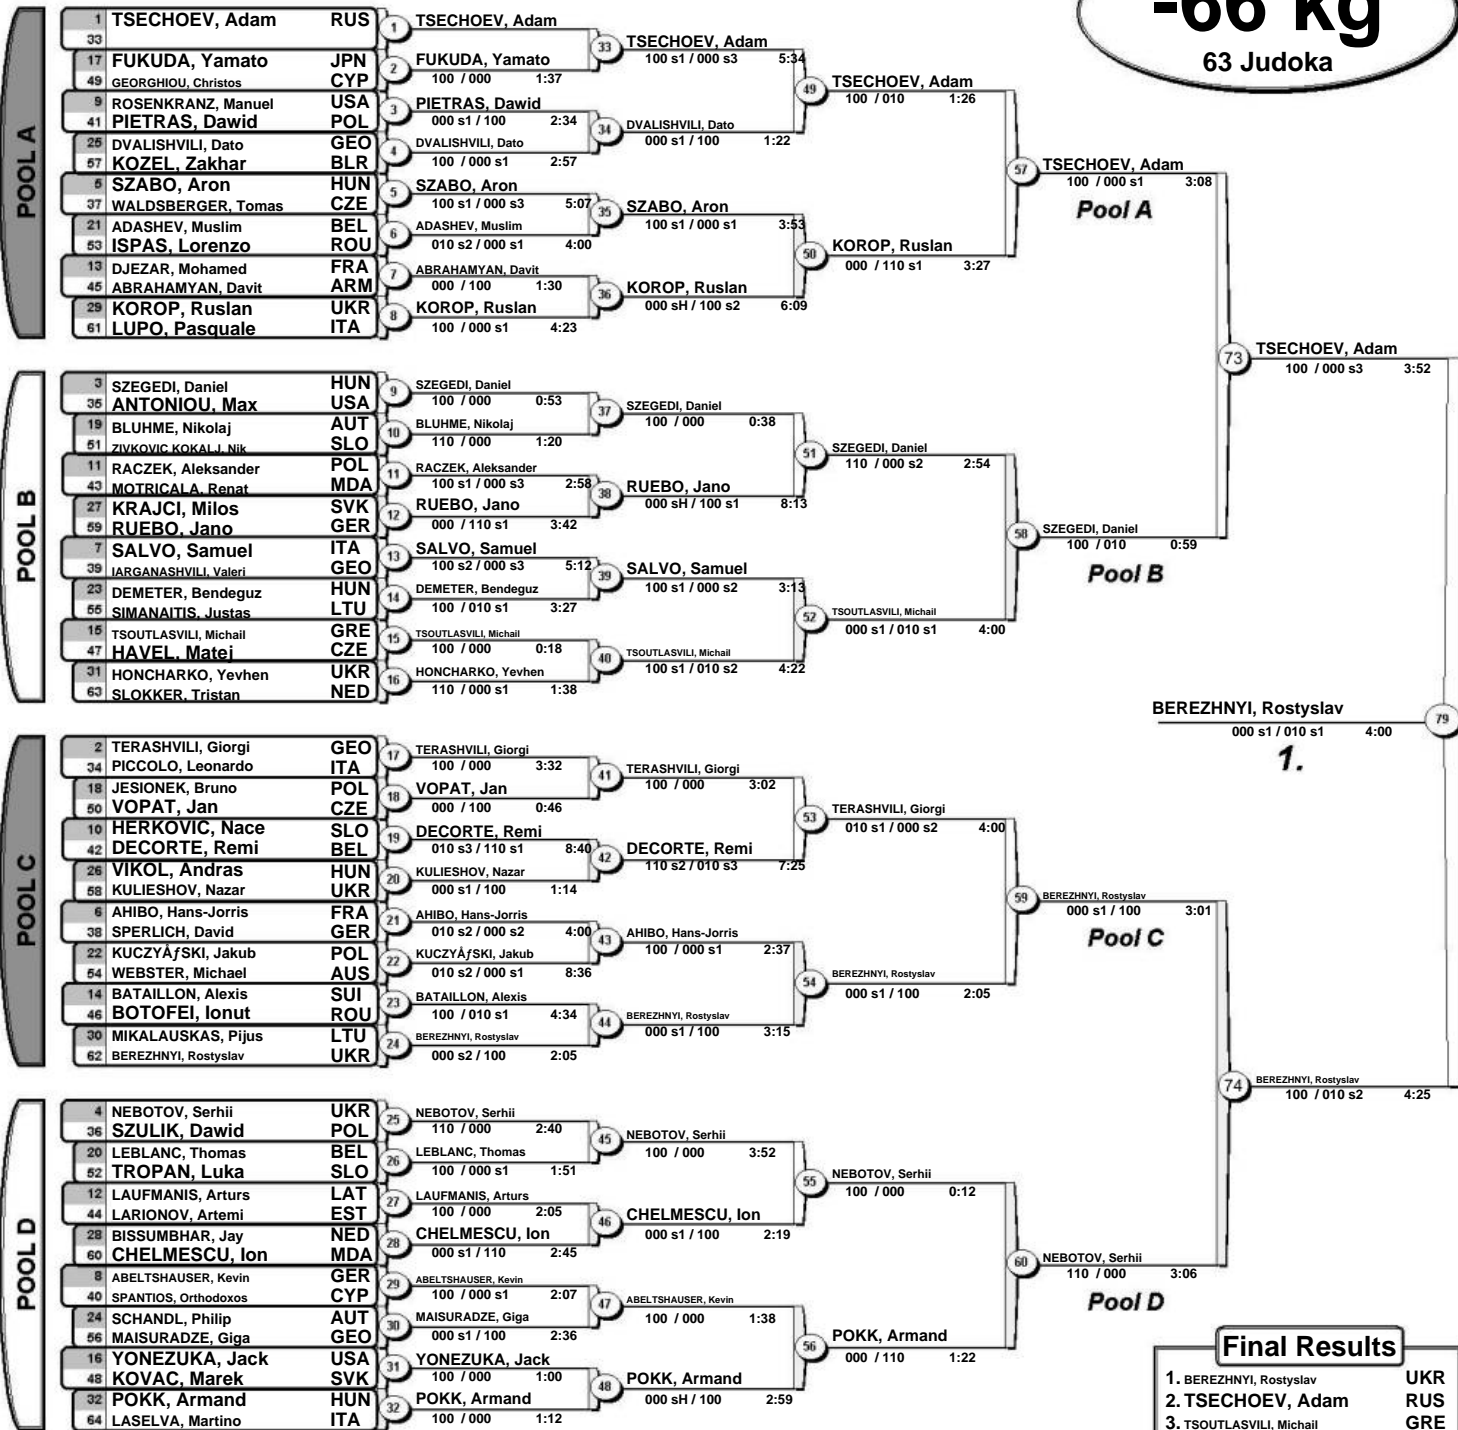 -66 kg
63 Judoka
POOL A
1 TSECHOEV, Adam RUS
33
17 FUKUDA, Yamato JPN
49 GEORGHIOU, Christos CYP
9 ROSENKRANZ, Manuel USA
41 PIETRAS, Dawid POL
25 DVALISHVILI, Dato GEO
57 KOZEL, Zakhar BLR
5 SZABO, Aron HUN
37 WALDSBERGER, Tomas CZE
21 ADASHEV, Muslim BEL
53 ISPAS, Lorenzo ROU
13 DJEZAR, Mohamed FRA
45 ABRAHAMYAN, Davit ARM
29 KOROP, Ruslan UKR
61 LUPO, Pasquale ITA
1 TSECHOEV, Adam
2 FUKUDA, Yamato
100 / 000 1:37
3 PIETRAS, Dawid
000 s1 / 100 2:34
4 DVALISHVILI, Dato
100 / 000 s1 2:57
5 SZABO, Aron
100 s1 / 000 s3 5:07
6 ADASHEV, Muslim
010 s2 / 000 s1 4:00
7 ABRAHAMYAN, Davit
000 / 100 1:30
8 KOROP, Ruslan
100 / 000 s1 4:23
33 TSECHOEV, Adam
100 s1 / 000 s3 5:34
34 DVALISHVILI, Dato
000 s1 / 100 1:22
35 SZABO, Aron
100 s1 / 000 s1 3:53
36 KOROP, Ruslan
000 sH / 100 s2 6:09
49 TSECHOEV, Adam
100 / 010 1:26
50 KOROP, Ruslan
000 / 110 s1 3:27
57 TSECHOEV, Adam
100 / 000 s1 3:08
Pool A
POOL B
3 SZEGEDI, Daniel HUN
35 ANTONIOU, Max USA
19 BLUHME, Nikolaj AUT
51 ZIVKOVIC KOKALJ, Nik SLO
11 RACZEK, Aleksander POL
43 MOTRICALA, Renat MDA
27 KRAJCI, Milos SVK
59 RUEBO, Jano GER
7 SALVO, Samuel ITA
39 IARGANASHVILI, Valeri GEO
23 DEMETER, Bendeguz HUN
55 SIMANAITIS, Justas LTU
15 TSOUTLASVILI, Michail GRE
47 HAVEL, Matej CZE
31 HONCHARKO, Yevhen UKR
63 SLOKKER, Tristan NED
9 SZEGEDI, Daniel
100 / 000 0:53
10 BLUHME, Nikolaj
110 / 000 1:20
11 RACZEK, Aleksander
100 s1 / 000 s3 2:58
12 RUEBO, Jano
000 / 110 s1 3:42
13 SALVO, Samuel
100 s2 / 000 s3 5:12
14 DEMETER, Bendeguz
100 / 010 s1 3:27
15 TSOUTLASVILI, Michail
100 / 000 0:18
16 HONCHARKO, Yevhen
110 / 000 s1 1:38
37 SZEGEDI, Daniel
100 / 000 0:38
38 RUEBO, Jano
000 sH / 100 s1 8:13
39 SALVO, Samuel
100 s1 / 000 s2 3:13
40 TSOUTLASVILI, Michail
100 s1 / 010 s2 4:22
51 SZEGEDI, Daniel
110 / 000 s2 2:54
52 TSOUTLASVILI, Michail
000 s1 / 010 s1 4:00
58 SZEGEDI, Daniel
100 / 010 0:59
Pool B
73 TSECHOEV, Adam
100 / 000 s3 3:52
BEREZHNYI, Rostyslav 79
000 s1 / 010 s1 4:00
1.
POOL C
2 TERASHVILI, Giorgi GEO
34 PICCOLO, Leonardo ITA
18 JESIONEK, Bruno POL
50 VOPAT, Jan CZE
10 HERKOVIC, Nace SLO
42 DECORTE, Remi BEL
26 VIKOL, Andras HUN
58 KULIESHOV, Nazar UKR
6 AHIBO, Hans-Jorris FRA
38 SPERLICH, David GER
22 KUCZYÅƒSKI, Jakub POL
54 WEBSTER, Michael AUS
14 BATAILLON, Alexis SUI
46 BOTOFEI, Ionut ROU
30 MIKALAUSKAS, Pijus LTU
62 BEREZHNYI, Rostyslav UKR
17 TERASHVILI, Giorgi
100 / 000 3:32
18 VOPAT, Jan
000 / 100 0:46
19 DECORTE, Remi
010 s3 / 110 s1 8:40
20 KULIESHOV, Nazar
000 s1 / 100 1:14
21 AHIBO, Hans-Jorris
010 s2 / 000 s2 4:00
22 KUCZYÅƒSKI, Jakub
010 s2 / 000 s1 8:36
23 BATAILLON, Alexis
100 / 010 s1 4:34
24 BEREZHNYI, Rostyslav
000 s2 / 100 2:05
41 TERASHVILI, Giorgi
100 / 000 3:02
42 DECORTE, Remi
110 s2 / 010 s3 7:25
43 AHIBO, Hans-Jorris
100 / 000 s1 2:37
44 BEREZHNYI, Rostyslav
000 s1 / 100 3:15
53 TERASHVILI, Giorgi
010 s1 / 000 s2 4:00
54 BEREZHNYI, Rostyslav
000 s1 / 100 2:05
59 BEREZHNYI, Rostyslav
000 s1 / 100 3:01
Pool C
74 BEREZHNYI, Rostyslav
100 / 010 s2 4:25
POOL D
4 NEBOTOV, Serhii UKR
36 SZULIK, Dawid POL
20 LEBLANC, Thomas BEL
52 TROPAN, Luka SLO
12 LAUFMANIS, Arturs LAT
44 LARIONOV, Artemi EST
28 BISSUMBHAR, Jay NED
60 CHELMESCU, Ion MDA
8 ABELTSHAUSER, Kevin GER
40 SPANTIOS, Orthodoxos CYP
24 SCHANDL, Philip AUT
56 MAISURADZE, Giga GEO
16 YONEZUKA, Jack USA
48 KOVAC, Marek SVK
32 POKK, Armand HUN
64 LASELVA, Martino ITA
25 NEBOTOV, Serhii
110 / 000 2:40
26 LEBLANC, Thomas
100 / 000 s1 1:51
27 LAUFMANIS, Arturs
100 / 000 2:05
28 CHELMESCU, Ion
000 s1 / 110 2:45
29 ABELTSHAUSER, Kevin
100 / 000 s1 2:07
30 MAISURADZE, Giga
000 s1 / 100 2:36
31 YONEZUKA, Jack
100 / 000 1:00
32 POKK, Armand
100 / 000 1:12
45 NEBOTOV, Serhii
100 / 000 3:52
46 CHELMESCU, Ion
000 s1 / 100 2:19
47 ABELTSHAUSER, Kevin
100 / 000 1:38
48 POKK, Armand
000 sH / 100 2:59
55 NEBOTOV, Serhii
100 / 000 0:12
56 POKK, Armand
000 / 110 1:22
60 NEBOTOV, Serhii
110 / 000 3:06
Pool D
Final Results
1. BEREZHNYI, Rostyslav UKR
2. TSECHOEV, Adam RUS
3. TSOUTLASVILI, Michail GRE